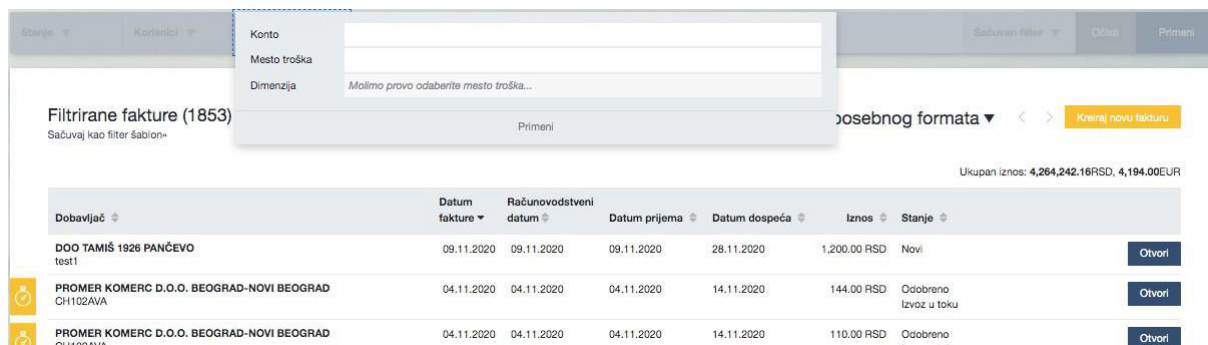 Stanje
Korisnici
Sačuvan filter
Očisti
Primeni
Konto
Mesto troška
Dimenzija
Molimo provo odaberite mesto troška...
Primeni
Filtrirane fakture (1853)
Sačuvaj kao filter šablon»
posebnog formata
Kreiraj novu fakturu
Ukupan iznos: 4,264,242.16RSD, 4,194.00EUR
Dobavljač Datum fakture Računovodstveni datum Datum prijema Datum dospeća Iznos Stanje
DOO TAMIŠ 1926 PANČEVO 09.11.2020 09.11.2020 09.11.2020 28.11.2020 1,200.00 RSD Novi Otvori
test1
PROMER KOMERC D.O.O. BEOGRAD-NOVI BEOGRAD 04.11.2020 04.11.2020 04.11.2020 14.11.2020 144.00 RSD Odobreno Otvori
CH102AVA Izvoz u toku
PROMER KOMERC D.O.O. BEOGRAD-NOVI BEOGRAD 04.11.2020 04.11.2020 04.11.2020 14.11.2020 110.00 RSD Odobreno Otvori